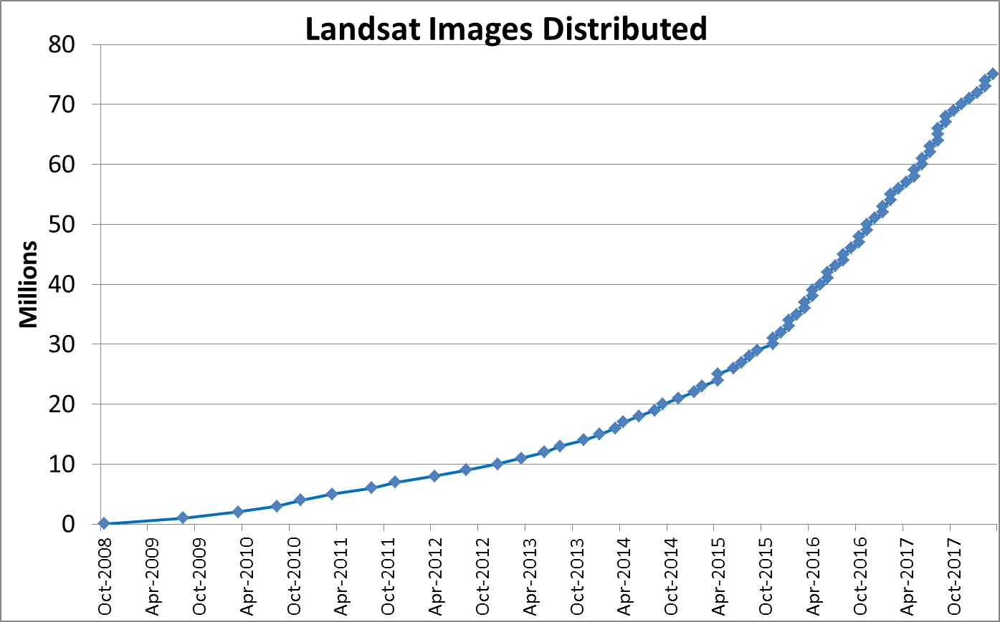 Landsat Images Distributed
80
70
60
50
40
30
20
10
0
Millions
Oct-2008
Apr-2009
Oct-2009
Apr-2010
Oct-2010
Apr-2011
Oct-2011
Apr-2012
Oct-2012
Apr-2013
Oct-2013
Apr-2014
Oct-2014
Apr-2015
Oct-2015
Apr-2016
Oct-2016
Apr-2017
Oct-2017